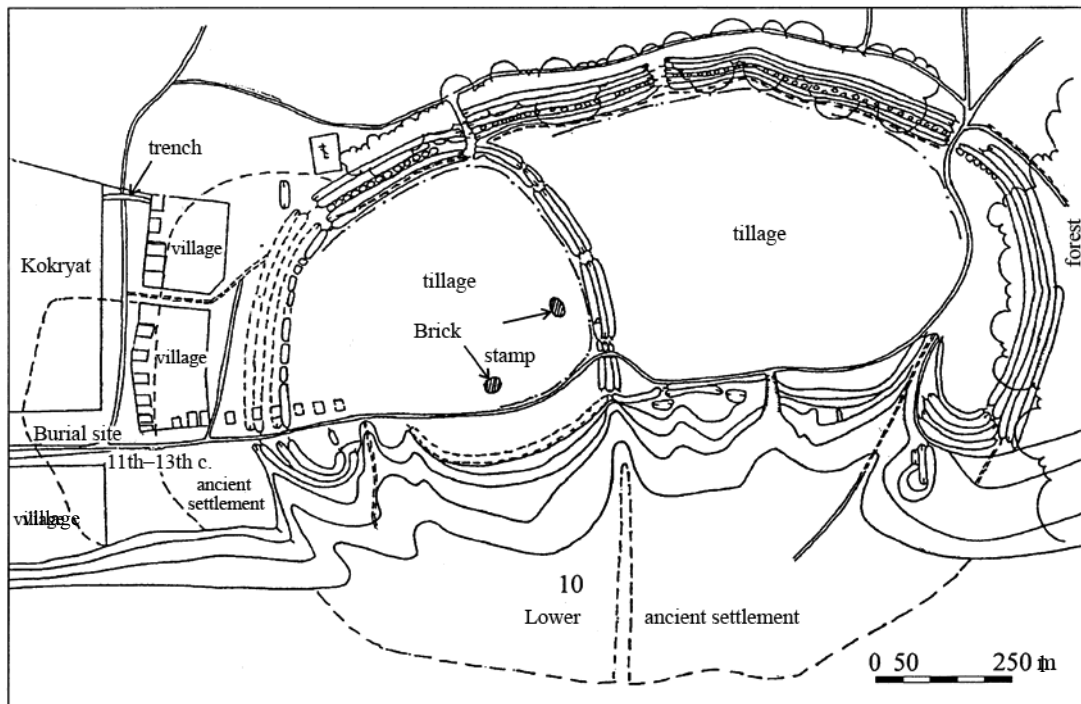 trench
village
Kokryat
tillage
tillage
forest
Brick
stamp
village
Burial site
11th–13th c.
ancient
settlement
village
10
Lower
ancient settlement
0 50
250 m